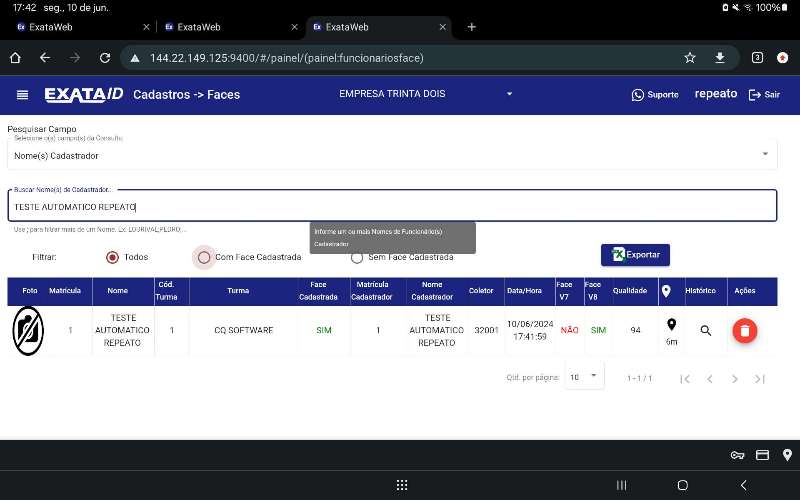 17:42 seg., 10 de jun. 100%
ExataWeb ExataWeb ExataWeb
144.22.149.125:9400/#/painel/(painel:funcionariosface) 3
EXATAID Cadastros -> Faces EMPRESA TRINTA DOIS Suporte repeato Sair
Pesquisar Campo
Selecione o(s) campo(s) da Consulta
Nome(s) Cadastrador
Buscar Nome(s) de Cadastrador...
TESTE AUTOMATICO REPEATO
Use ; para filtrar mais de um Nome. Ex: LOURIVAL;PEDRO;...
Informe um ou mais Nomes de Funcionário(s)
Cadastrador
Filtrar: Todos Com Face Cadastrada Sem Face Cadastrada Exportar
Foto Matrícula Nome Cód. Turma Turma Face Cadastrada Matrícula Cadastrador Nome Cadastrador Coletor Data/Hora Face V7 Face V8 Qualidade Histórico Ações
1 TESTE AUTOMATICO REPEATO 1 CQ SOFTWARE SIM 1 TESTE AUTOMATICO REPEATO 32001 10/06/2024 17:41:59 NÃO SIM 94 6m
Qtd. por página: 10 1 - 1 / 1